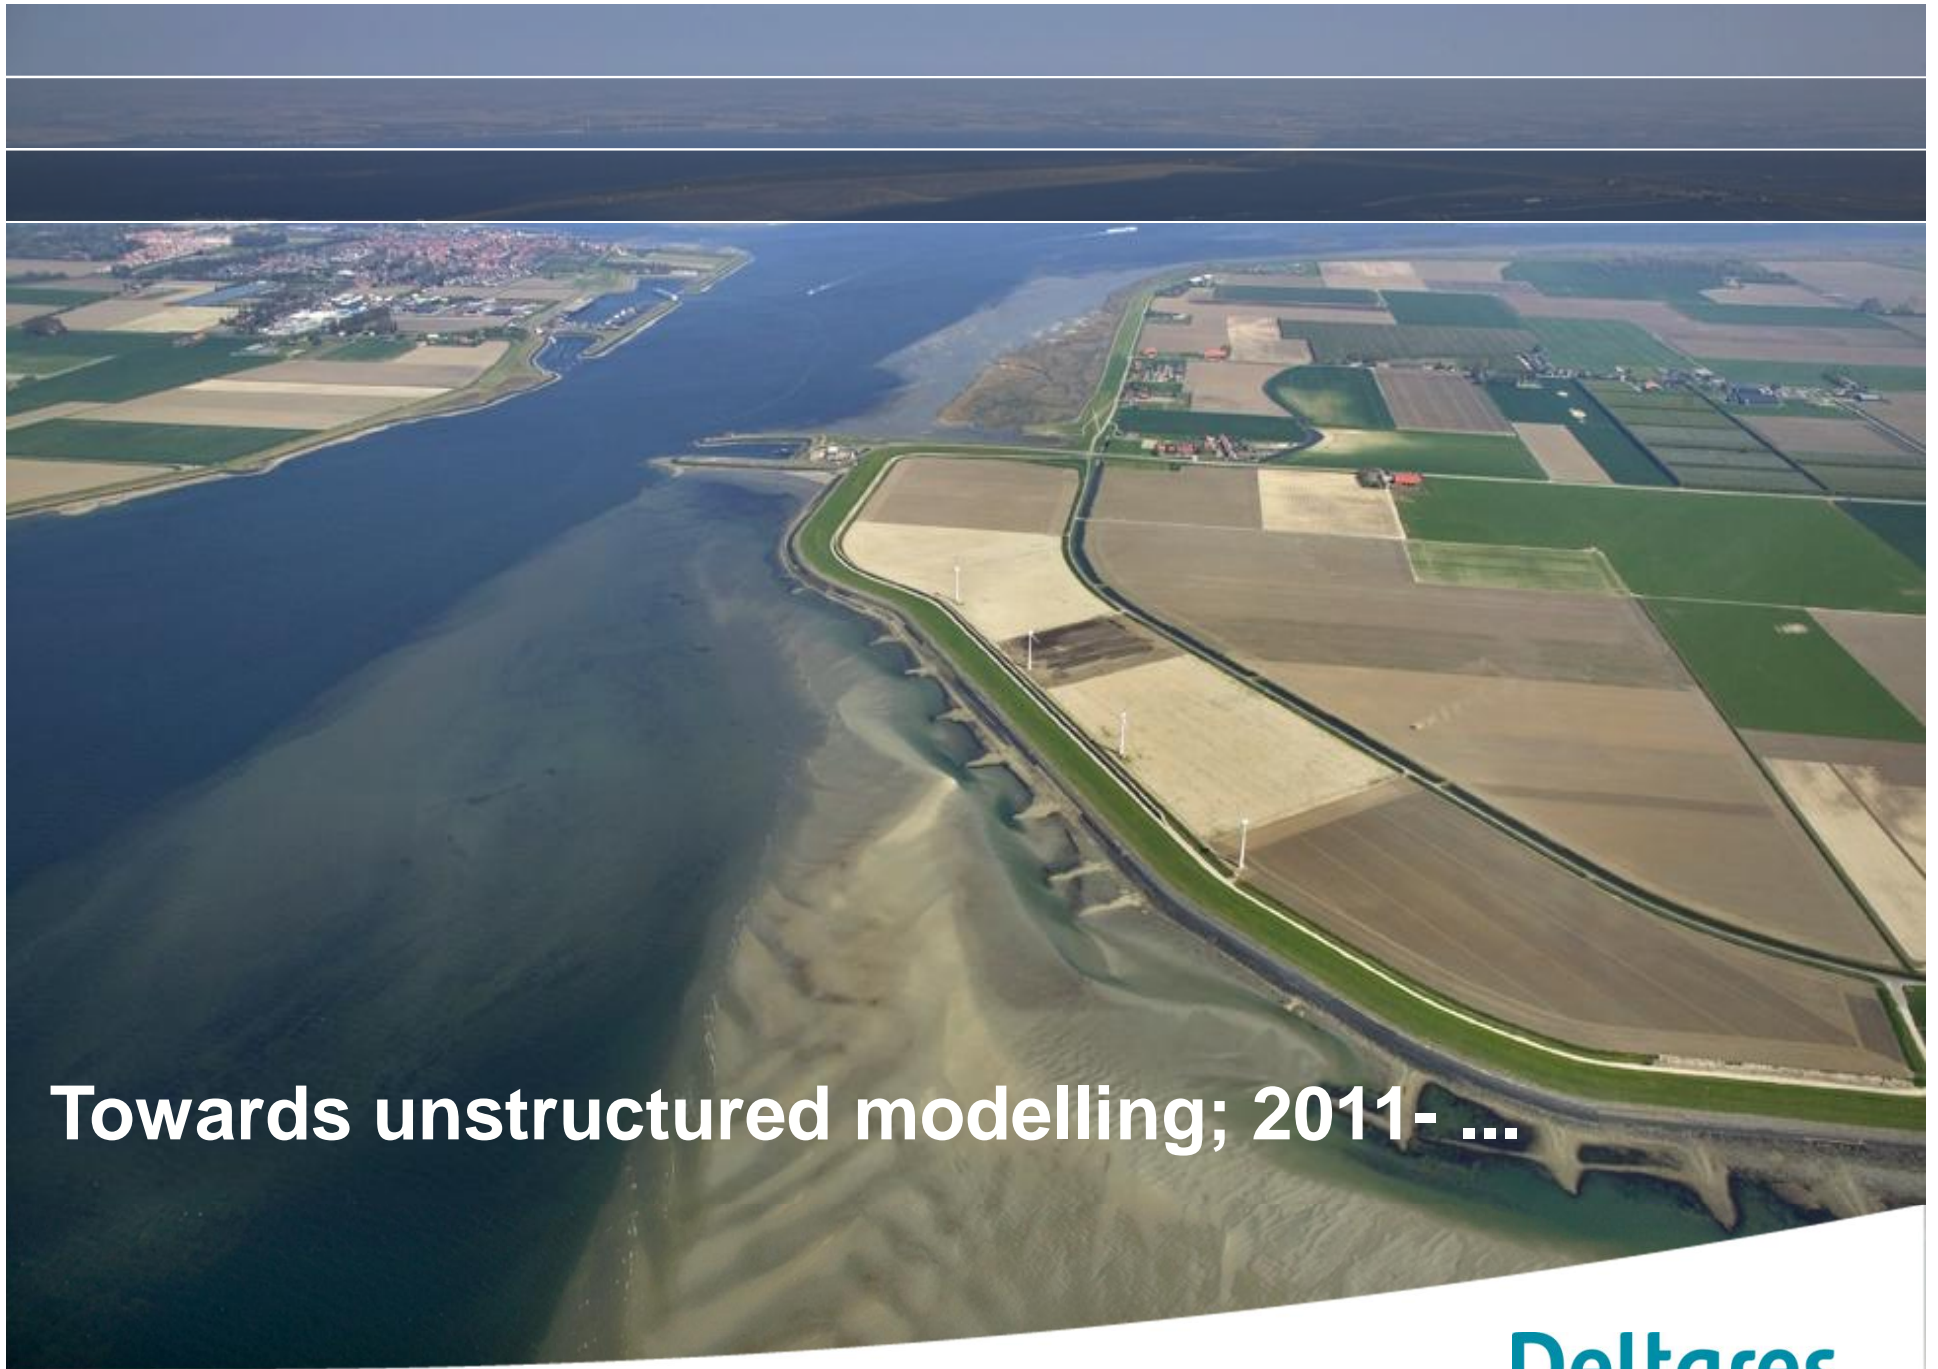 Towards unstructured modelling; 2011- ...
Deltares